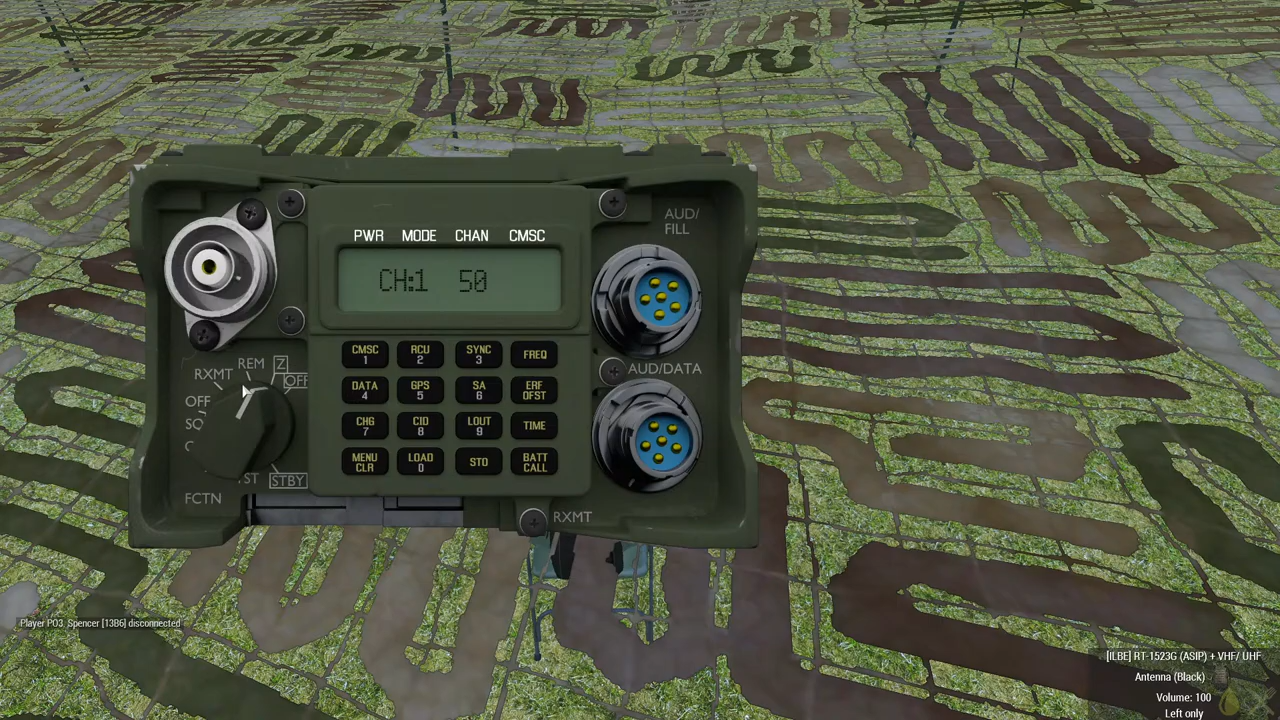 AUD/
FILL
PWR MODE CHAN CMSC
CH:1 50
CMSC
1
RCU
2
SYNC
3
FREQ
AUD/DATA
REM
Z
RXMT
OFF
OFF
SQ
DATA
4
GPS
5
SA
6
ERF
OFST
CHG
7
CID
8
LOUT
9
TIME
MENU
CLR
LOAD
0
STO
BATT
CALL
STBY
FCTN
RXMT
Player PO3. Spencer [13B6] disconnected
[ILBE] RT-1523G (ASIP) + VHF/ UHF
Antenna (Black)
Volume: 100
Left only